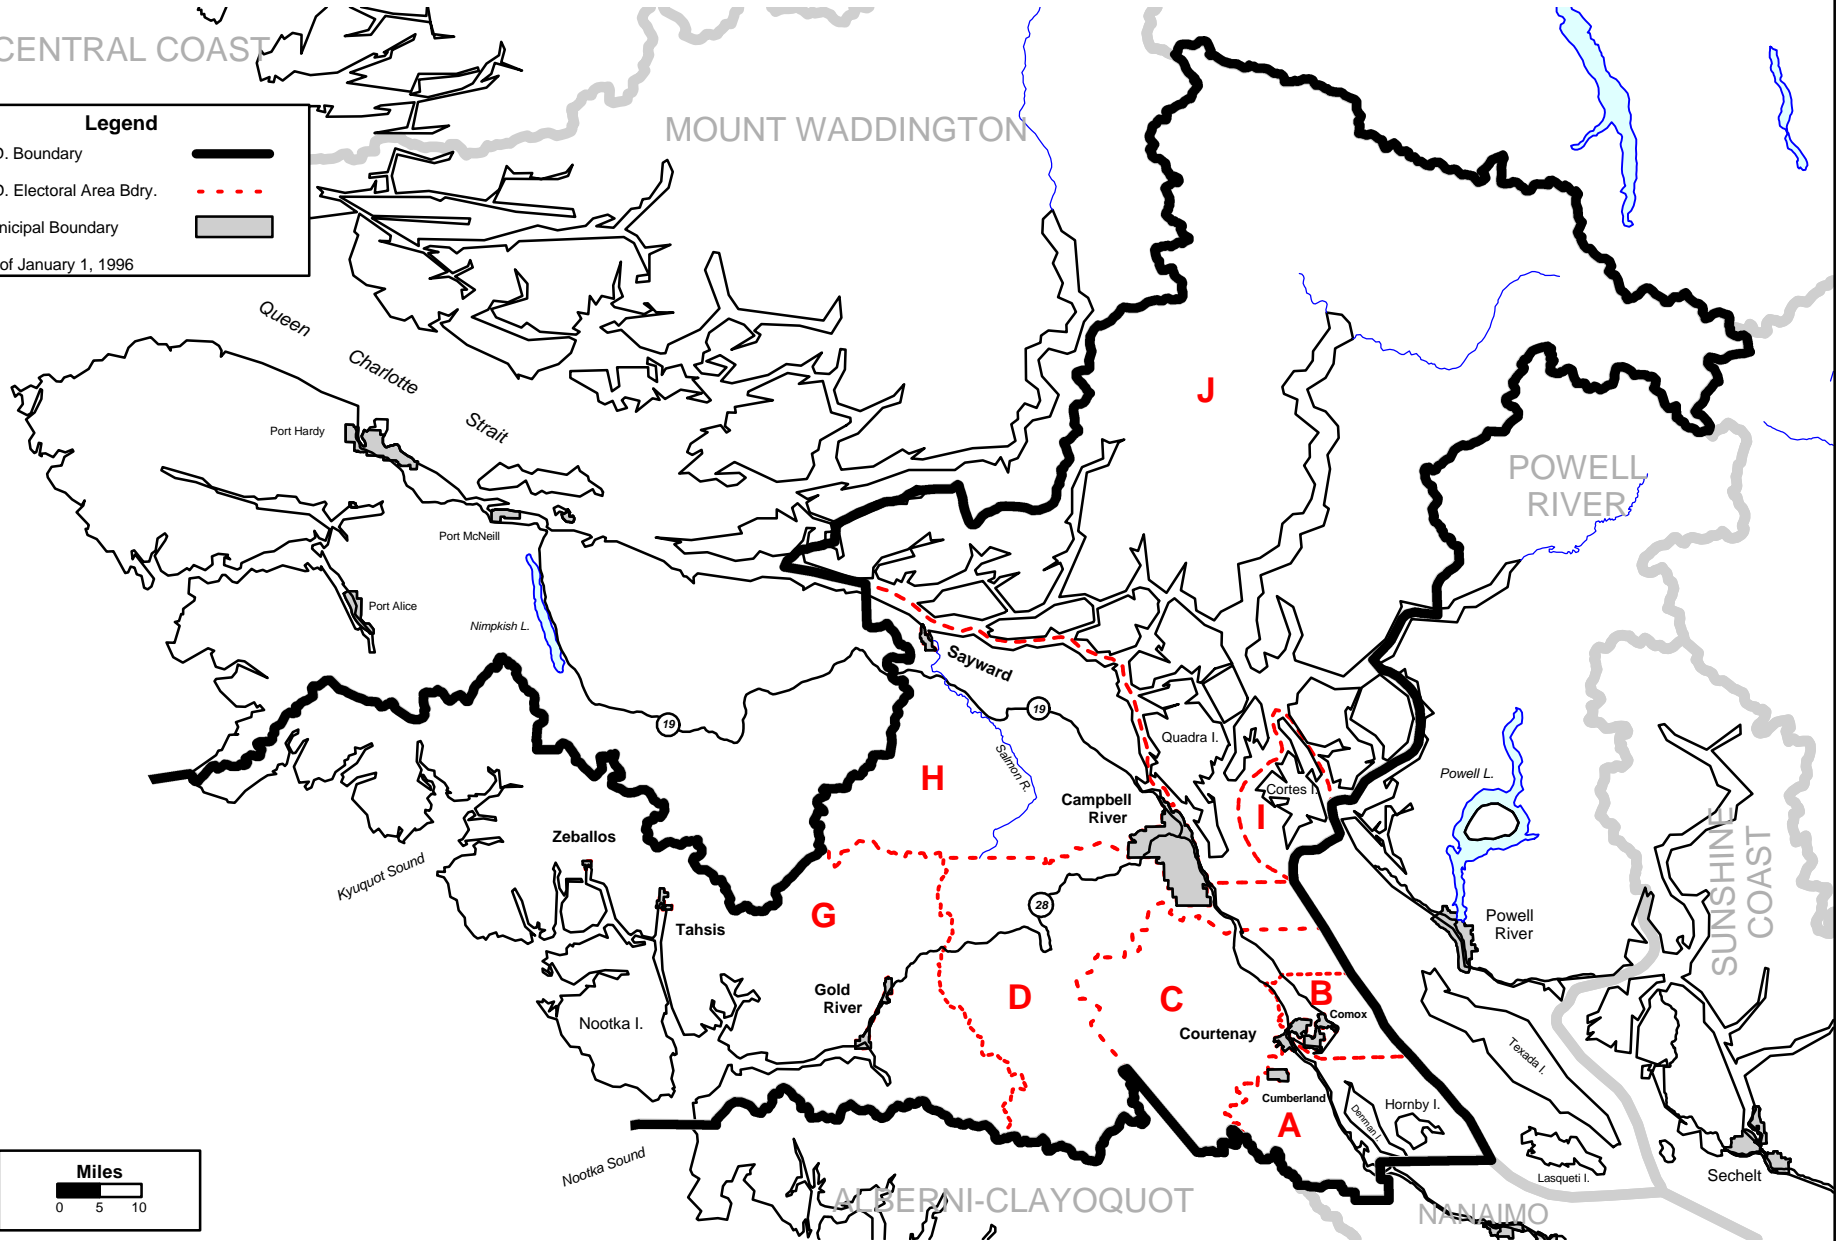 CENTRAL COAST
MOUNT WADDINGTON
Legend
D. Boundary
D. Electoral Area Bdry.
nicipal Boundary
of January 1, 1996
Queen
Charlotte
Strait
J
Port Hardy
POWELL
RIVER
Port McNeill
Port Alice
Nimpkish L.
Sayward
19
19
Quadra I.
Salmon R.
H
Cortes I.
Powell L.
Campbell
River
I
SUNSHINE
COAST
Zeballos
Kyuquot Sound
28
G
Tahsis
Powell
River
Gold
River
D
C
B
Comox
Nootka I.
Courtenay
Texada I.
Cumberland
A
Denman I.
Hornby I.
Nootka Sound
Lasqueti I.
Sechelt
Miles
0 5 10
ALBERNI-CLAYOQUOT
NANAIMO